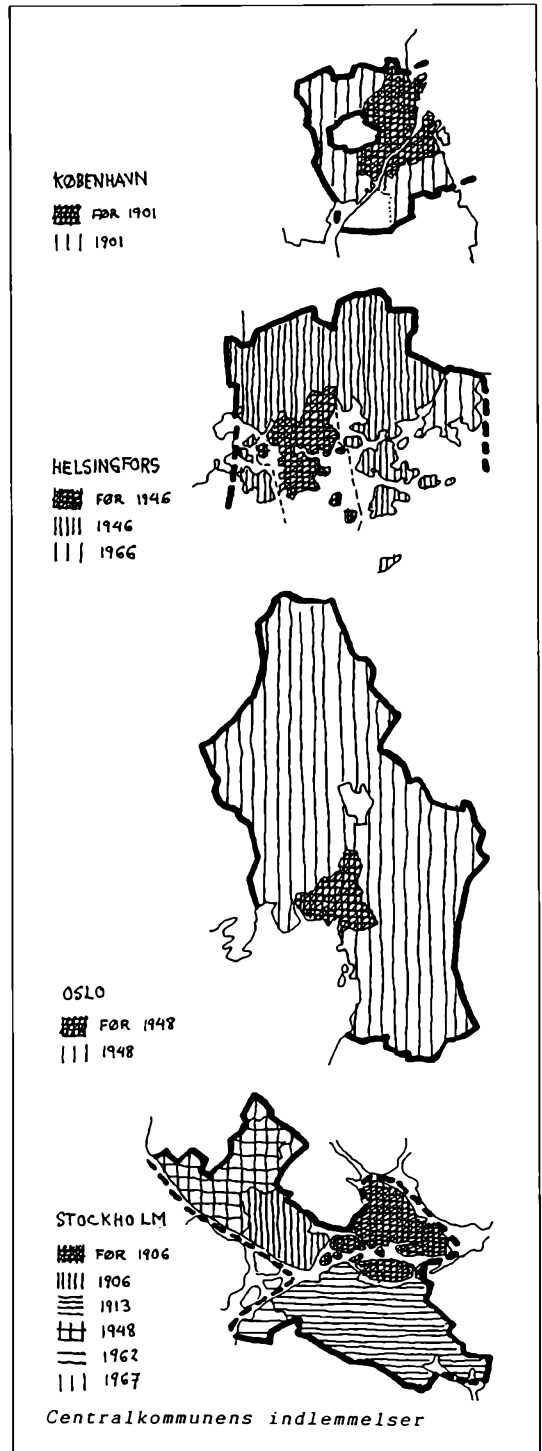 KØBENHAVN
FØR 1901
1901
HELSINGFORS
FØR 1946
1946
1966
OSLO
FØR 1948
1948
STOCKHOLM
FØR 1906
1906
1913
1948
1962
1967
Centralkommunens indlemmelser